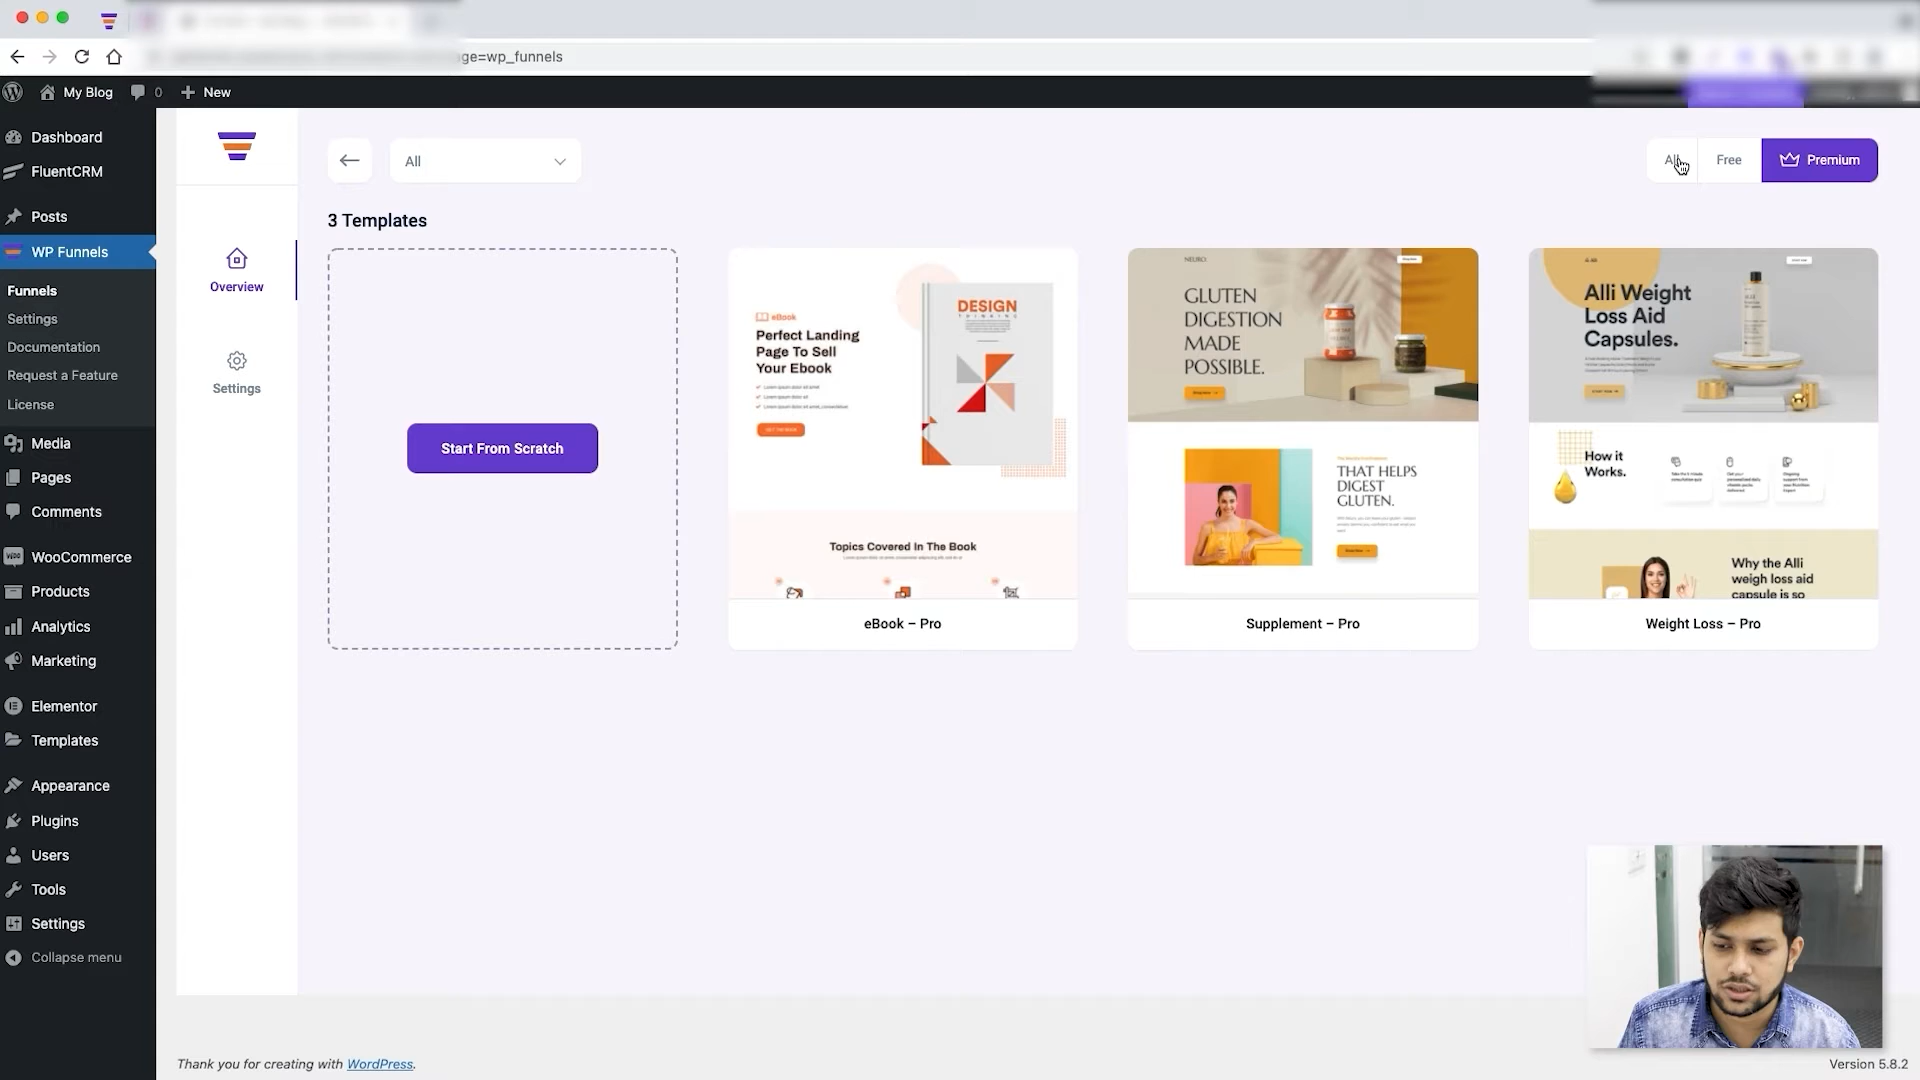 ge=wp_funnels
My Blog
0
New
Dashboard
FluentCRM
Posts
WP Funnels
Funnels
Settings
Documentation
Request a Feature
License
Media
Pages
Comments
WooCommerce
Products
Analytics
Marketing
Elementor
Templates
Appearance
Plugins
Users
Tools
Settings
Collapse menu
Overview
Settings
All
All
Free
Premium
3 Templates
Start From Scratch
eBook
Perfect Landing
Page To Sell
Your Ebook
DESIGN
THINKING
Topics Covered In The Book
eBook – Pro
NEURO
GLUTEN
DIGESTION
MADE
POSSIBLE.
THAT HELPS
DIGEST
GLUTEN.
Supplement – Pro
Alli Weight
Loss Aid
Capsules.
How it
Works.
Why the Alli
weigh loss aid
capsule is so
Weight Loss – Pro
Thank you for creating with WordPress.
Version 5.8.2